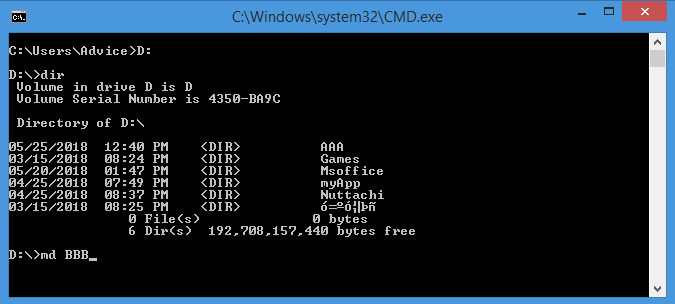 C:\Windows\system32\CMD.exe
C:\Users\Advice>D:
D:\>dir
Volume in drive D is D
Volume Serial Number is 4350-BA9C
Directory of D:\
05/25/2018 12:40 PM <DIR> AAA
03/15/2018 08:24 PM <DIR> Games
05/20/2018 01:47 PM <DIR> Msoffice
04/25/2018 07:49 PM <DIR> myApp
04/25/2018 08:37 PM <DIR> Nuttachi
03/15/2018 08:25 PM <DIR>
0 File(s) 0 bytes
6 Dir(s) 192,708,157,440 bytes free
D:\>md BBB_